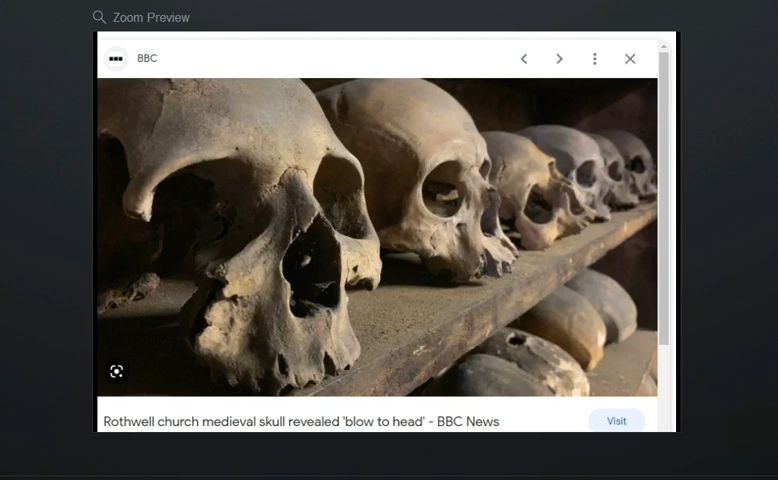 Zoom Preview
BBC
Rothwell church medieval skull revealed 'blow to head' - BBC News
Visit